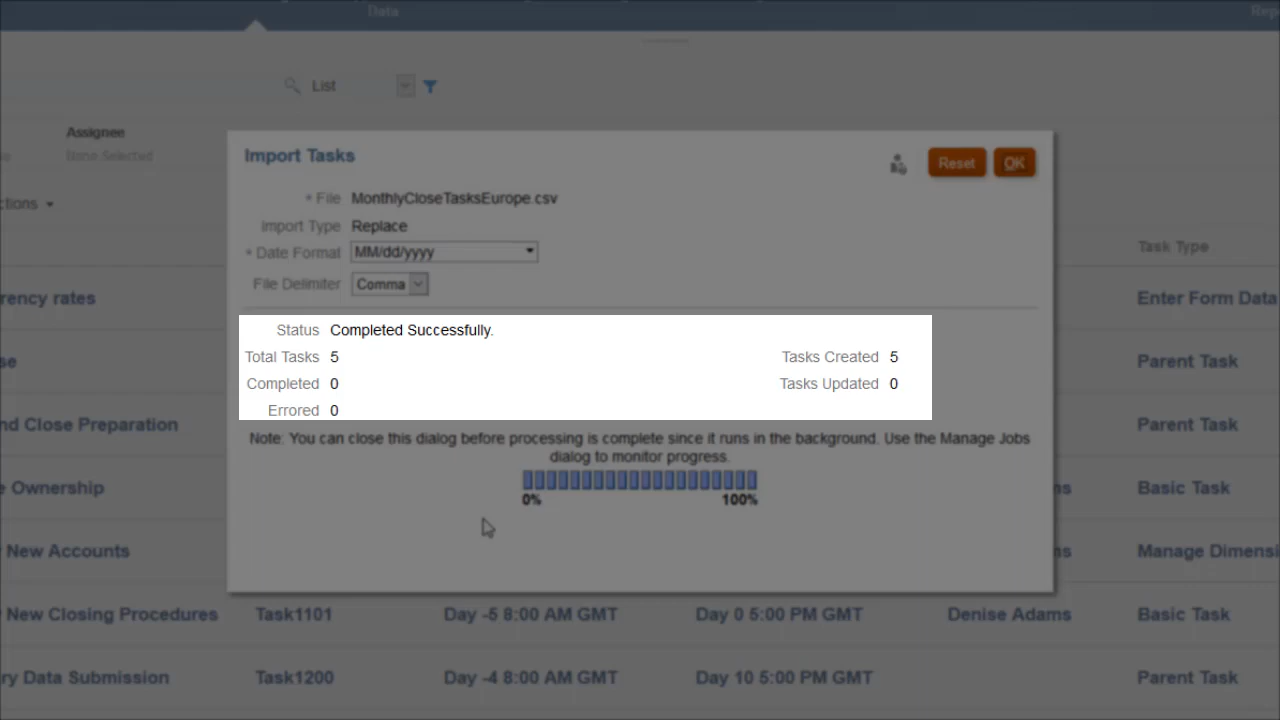 Data
List
Assignee
None Selected
Import Tasks
Reset
OK
* File MonthlyCloseTasksEurope.csv
ctions
Import Type Replace
* Date Format MM/dd/yyyy
Task Type
File Delimiter Comma
rency rates
Enter Form Data
Status Completed Successfully.
Total Tasks 5
Tasks Created 5
se
Parent Task
Completed 0
Tasks Updated 0
Errored 0
nd Close Preparation
Parent Task
Note: You can close this dialog before processing is complete since it runs in the background. Use the Manage Jobs
dialog to monitor progress.
e Ownership
ms
Basic Task
0%
100%
New Accounts
ms
Manage Dimensi
New Closing Procedures Task1101 Day -5 8:00 AM GMT Day 0 5:00 PM GMT Denise Adams Basic Task
ry Data Submission Task1200 Day -4 8:00 AM GMT Day 10 5:00 PM GMT Parent Task